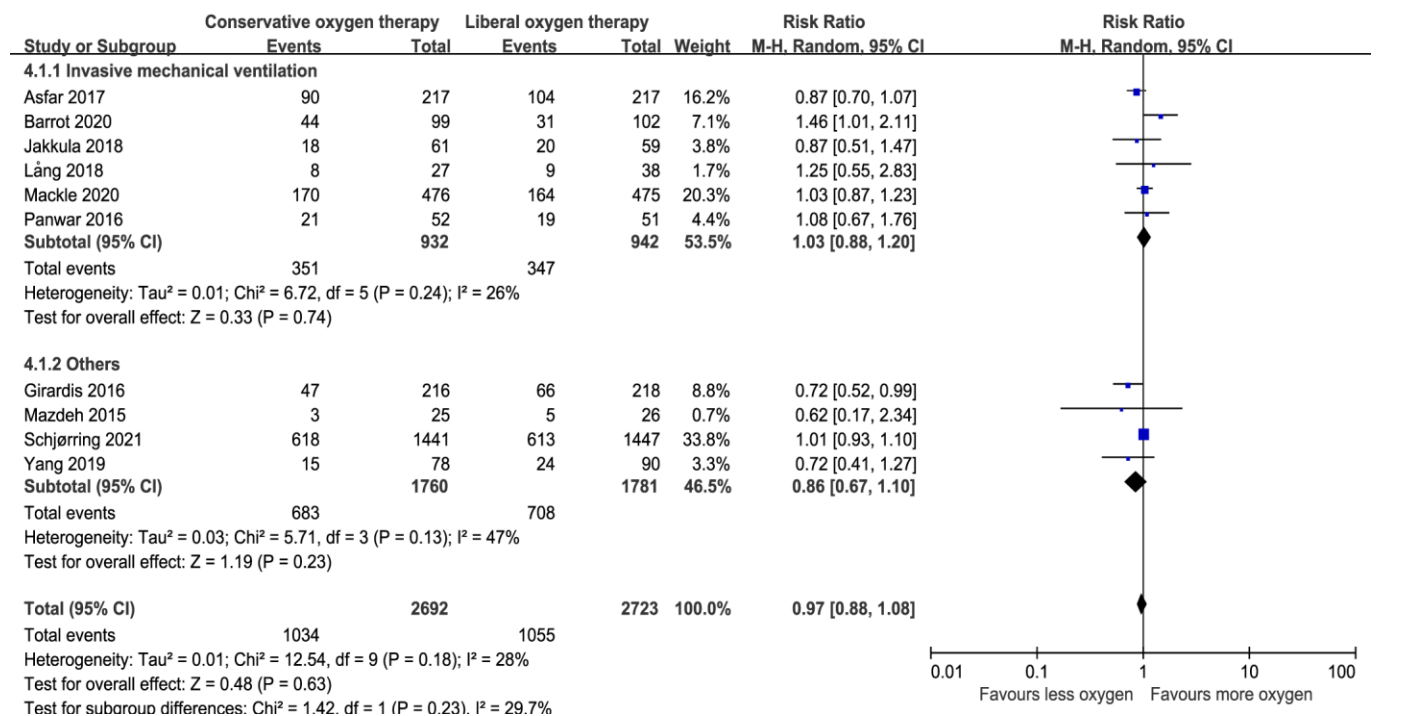 Conservative oxygen therapy Liberal oxygen therapy Risk Ratio Risk Ratio
Study or Subgroup Events Total Events Total Weight M-H, Random, 95% CI M-H, Random, 95% CI
4.1.1 Invasive mechanical ventilation
Asfar 2017 90 217 104 217 16.2% 0.87 [0.70, 1.07]
Barrot 2020 44 99 31 102 7.1% 1.46 [1.01, 2.11]
Jakkula 2018 18 61 20 59 3.8% 0.87 [0.51, 1.47]
Lång 2018 8 27 9 38 1.7% 1.25 [0.55, 2.83]
Mackle 2020 170 476 164 475 20.3% 1.03 [0.87, 1.23]
Panwar 2016 21 52 19 51 4.4% 1.08 [0.67, 1.76]
Subtotal (95% CI) 932 942 53.5% 1.03 [0.88, 1.20]
Total events 351 347
Heterogeneity: Tau² = 0.01; Chi² = 6.72, df = 5 (P = 0.24); I² = 26%
Test for overall effect: Z = 0.33 (P = 0.74)
4.1.2 Others
Girardis 2016 47 216 66 218 8.8% 0.72 [0.52, 0.99]
Mazdeh 2015 3 25 5 26 0.7% 0.62 [0.17, 2.34]
Schjørring 2021 618 1441 613 1447 33.8% 1.01 [0.93, 1.10]
Yang 2019 15 78 24 90 3.3% 0.72 [0.41, 1.27]
Subtotal (95% CI) 1760 1781 46.5% 0.86 [0.67, 1.10]
Total events 683 708
Heterogeneity: Tau² = 0.03; Chi² = 5.71, df = 3 (P = 0.13); I² = 47%
Test for overall effect: Z = 1.19 (P = 0.23)
Total (95% CI) 2692 2723 100.0% 0.97 [0.88, 1.08]
Total events 1034 1055
Heterogeneity: Tau² = 0.01; Chi² = 12.54, df = 9 (P = 0.18); I² = 28%
Test for overall effect: Z = 0.48 (P = 0.63)
Test for subgroup differences: Chi² = 1.42, df = 1 (P = 0.23), I² = 29.7%
0.01 0.1 1 10 100
Favours less oxygen Favours more oxygen